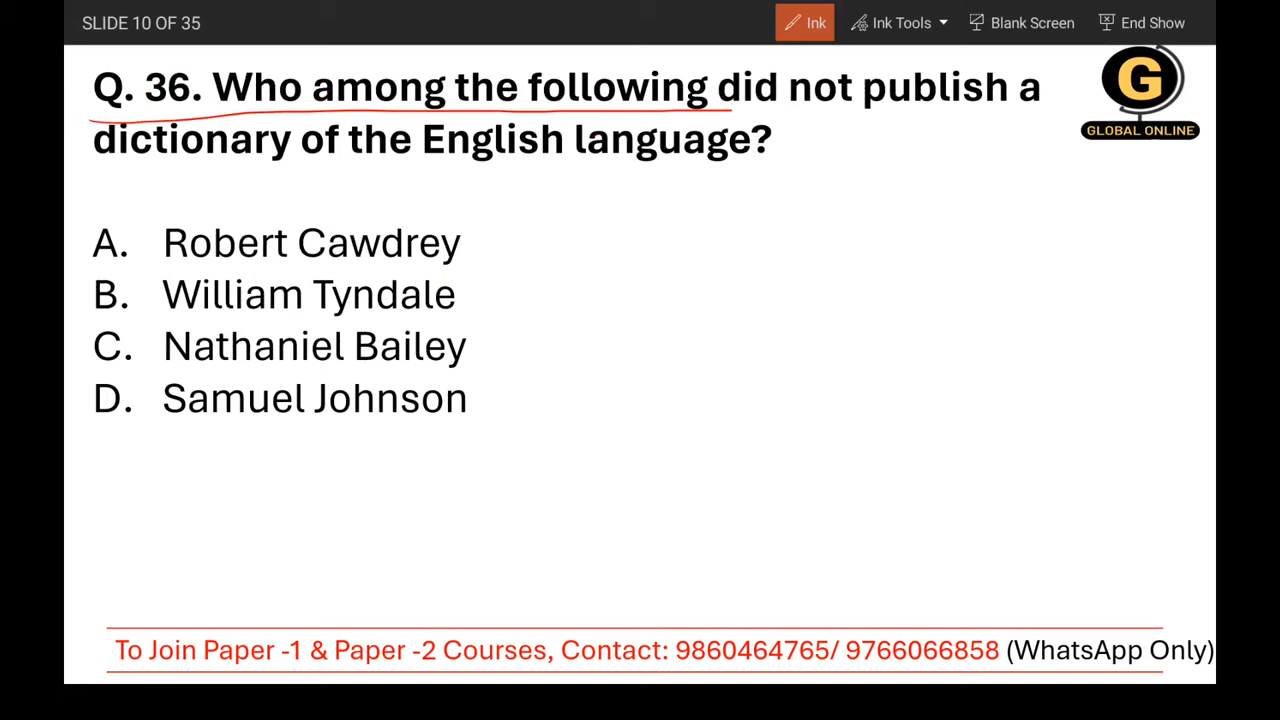 SLIDE 10 OF 35
Ink
Ink Tools
Blank Screen
End Show
Q. 36. Who among the following did not publish a
dictionary of the English language?
G
GLOBAL ONLINE
A. Robert Cawdrey
B. William Tyndale
C. Nathaniel Bailey
D. Samuel Johnson
To Join Paper -1 & Paper -2 Courses, Contact: 9860464765/ 9766066858 (WhatsApp Only)